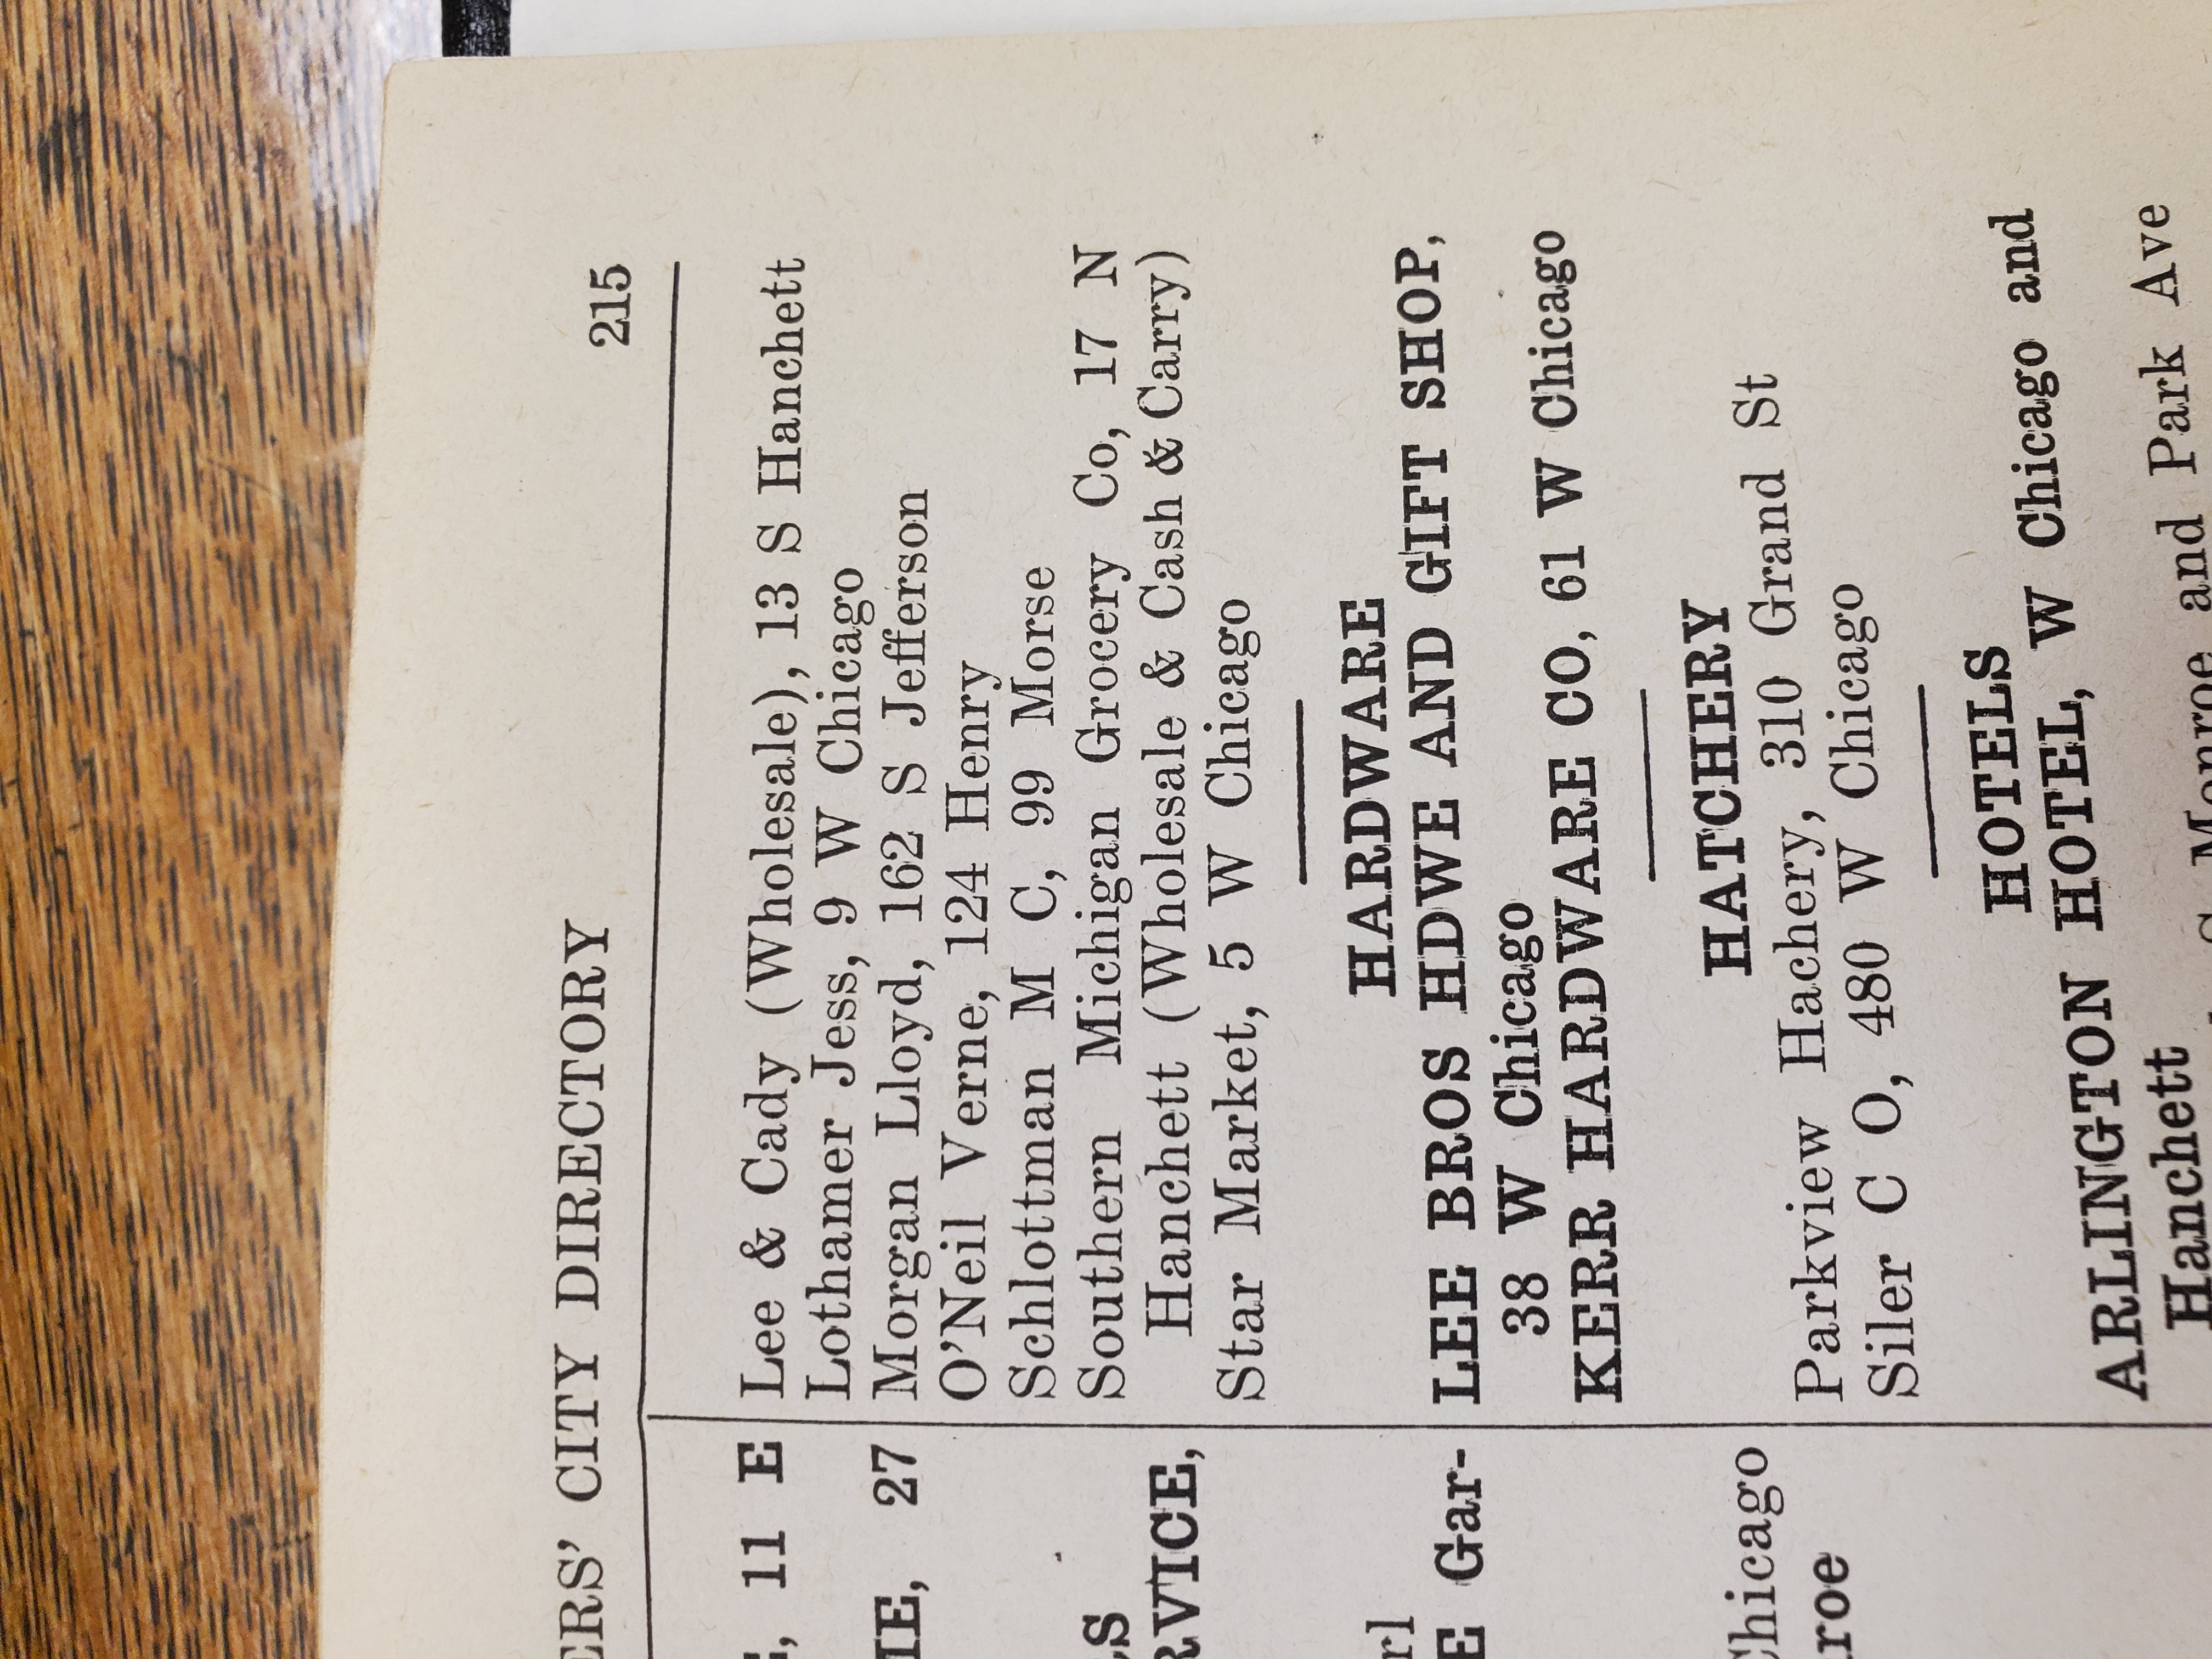 ERS' CITY DIRECTORY 215
, 11 E
IE, 27
RVICE,
E Gar-
Chicago
roe
Lee & Cady (Wholesale), 13 S Hanchett
Lothamer Jess, 9 W Chicago
Morgan Lloyd, 162 S Jefferson
O'Neil Verne, 124 Henry
Schlottman M C, 99 Morse
Southern Michigan Grocery Co, 17 N
Hanchett (Wholesale & Cash & Carry)
Star Market, 5 W Chicago
HARDWARE
LEE BROS HDWE AND GIFT SHOP,
38 W Chicago
KERR HARDWARE CO, 61 W Chicago
HATCHERY
Parkview Hachery, 310 Grand St
Siler C O, 480 W Chicago
HOTELS
ARLINGTON HOTEL, W Chicago and
Hanchett
Monroe and Park Ave